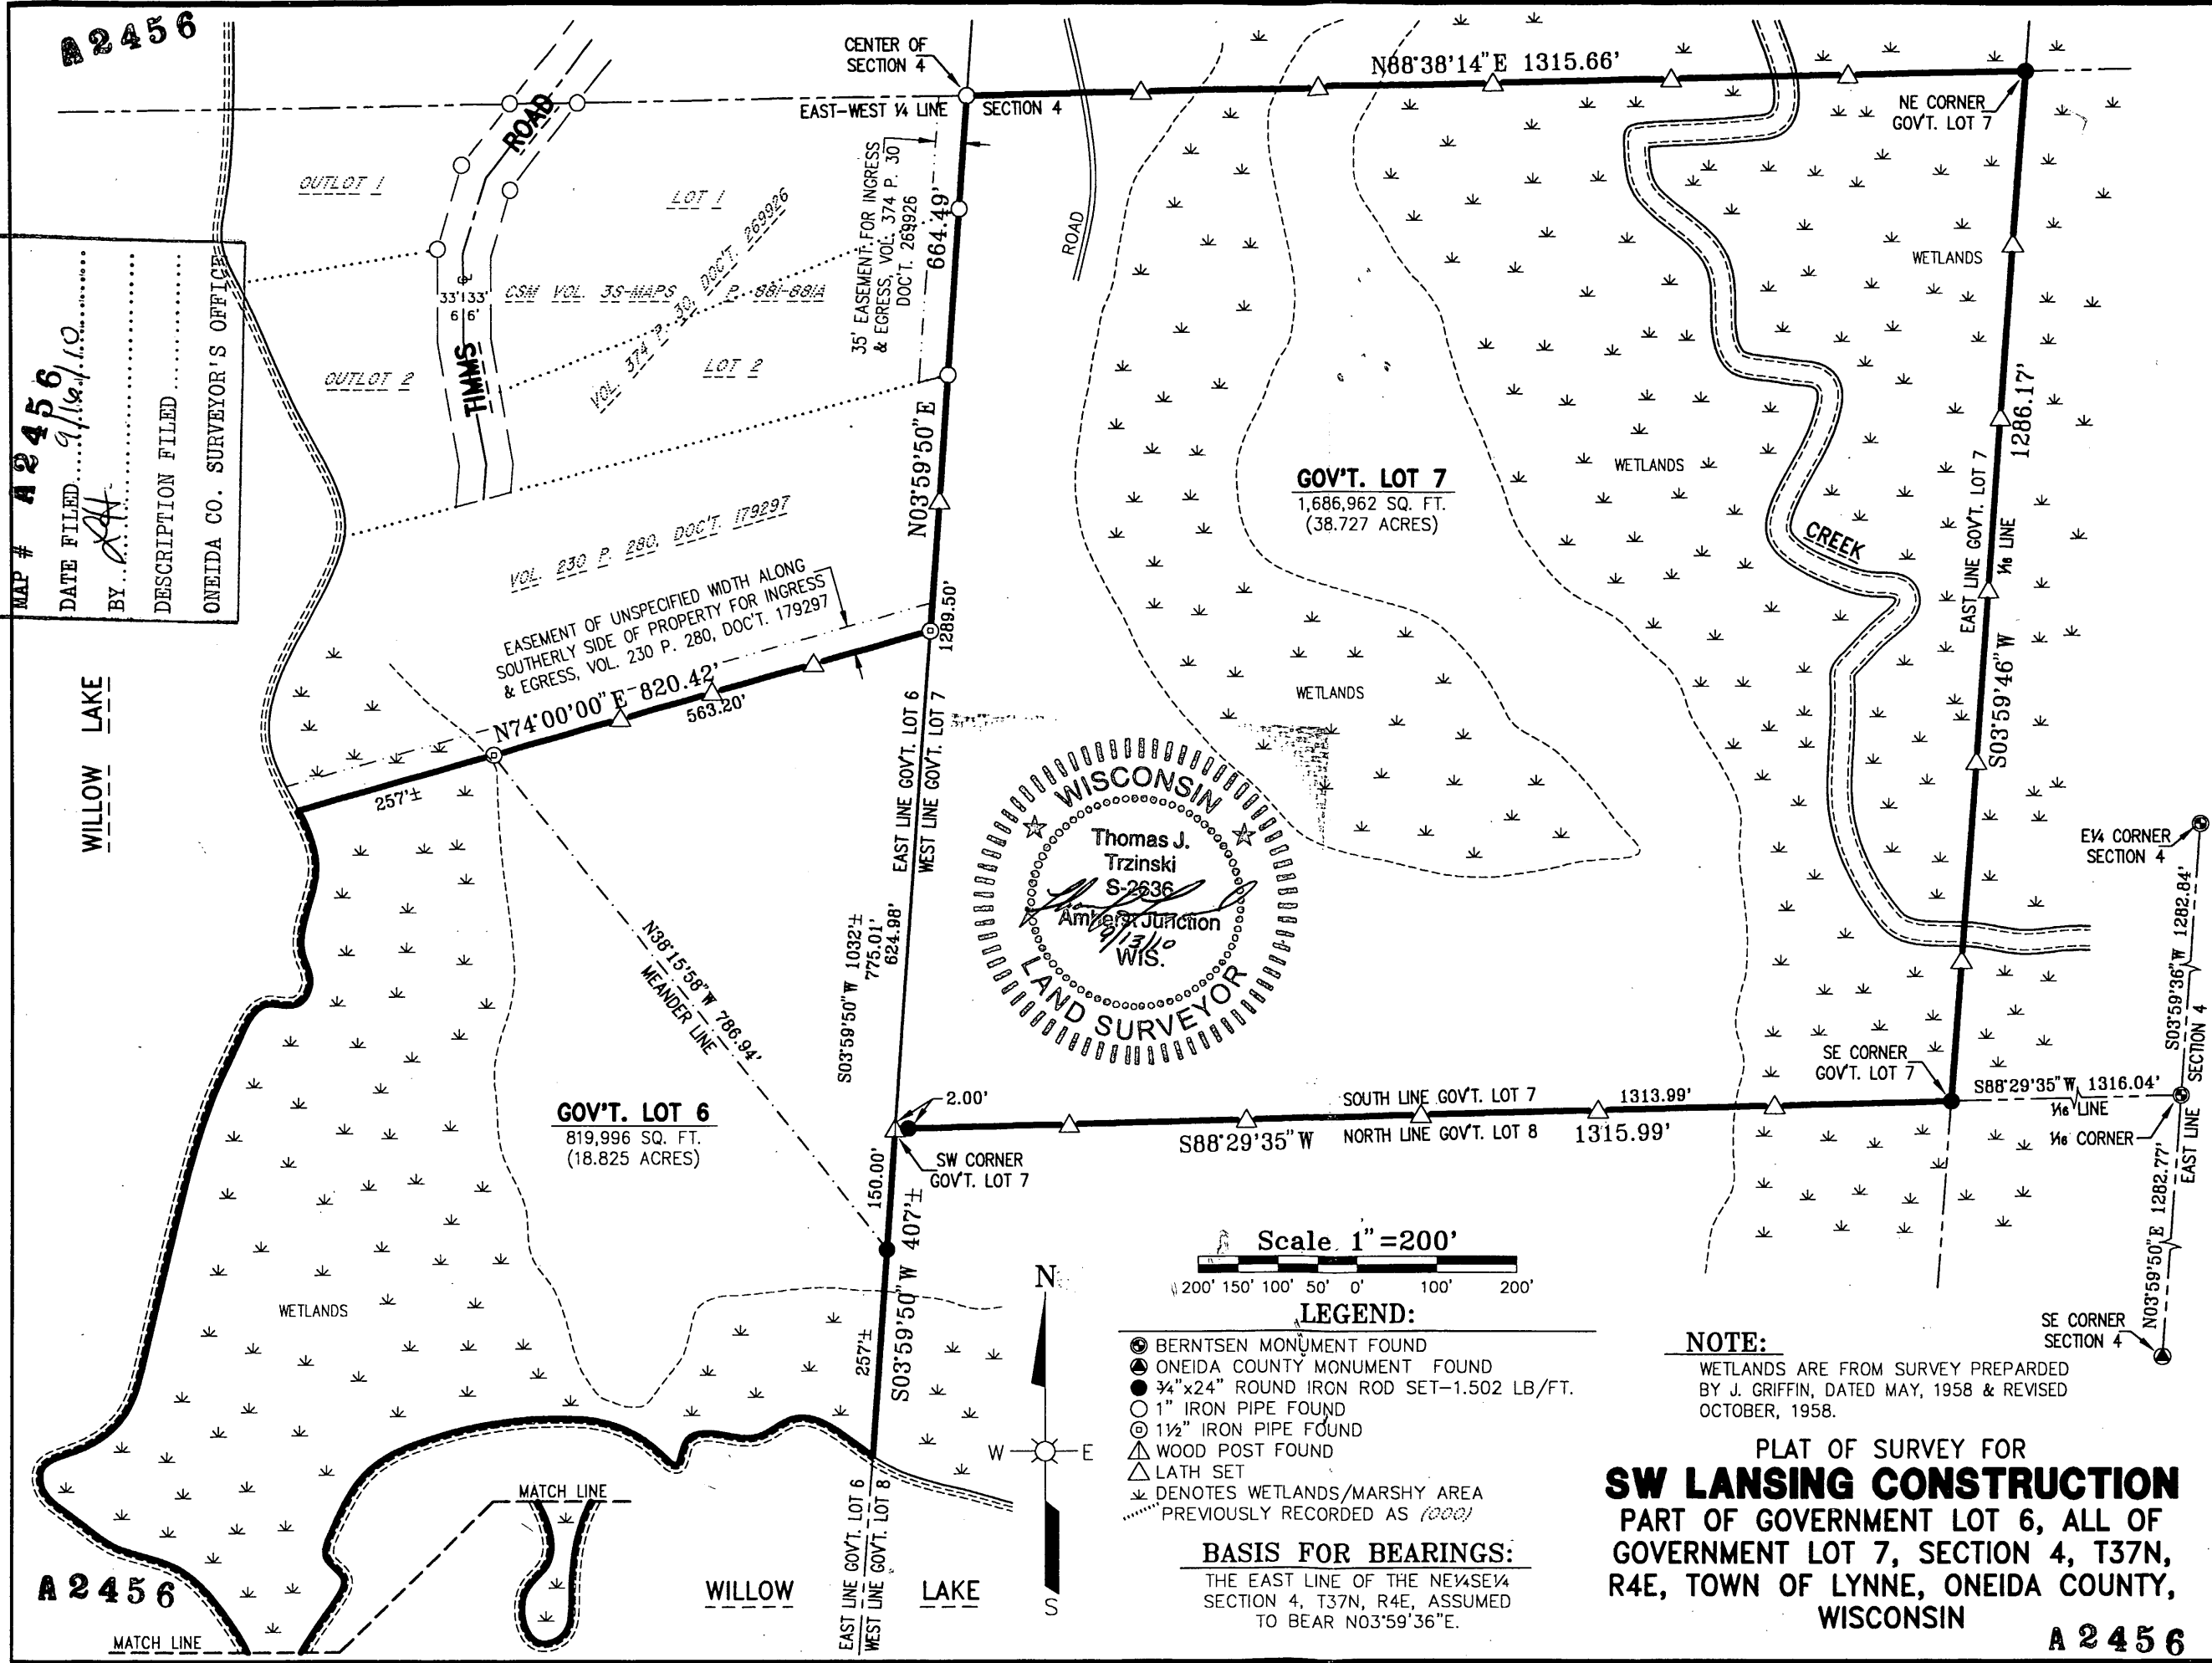 A2456
CENTER OF
SECTION 4
N88°38'14"E 1315.66'
EAST-WEST ¼ LINE
SECTION 4
NE CORNER
GOV'T. LOT 7
ROAD
TIMMS
OUTLOT 1
LOT 1
CSM VOL. 3S-MAPS P. 881-881A
VOL. 374 P. 30, DOC'T. 269926
33' 33'
66'
OUTLOT 2
LOT 2
35' EASEMENT FOR INGRESS
& EGRESS, VOL. 374 P. 30
DOC'T. 269926
664.49'
N03°59'50"E
1289.50'
ROAD
MAP # A2456
DATE FILED 9/16/10
BY
DESCRIPTION FILED
ONEIDA CO. SURVEYOR'S OFFICE
WETLANDS
WETLANDS
WETLANDS
GOV'T. LOT 7
1,686,962 SQ. FT.
(38.727 ACRES)
CREEK
EAST LINE GOV'T. LOT 7
1/16 LINE
1286.17'
S03°59'46"W
VOL. 230 P. 280, DOC'T. 179297
EASEMENT OF UNSPECIFIED WIDTH ALONG
SOUTHERLY SIDE OF PROPERTY FOR INGRESS
& EGRESS, VOL. 230 P. 280, DOC'T. 179297
N74°00'00"E 820.42'
563.20'
257'±
WILLOW LAKE
EAST LINE GOV'T. LOT 6
WEST LINE GOV'T. LOT 7
S03°59'50"W 1032'±
775.01'
624.98'
N38°15'58"W 786.94'
MEANDER LINE
WISCONSIN
Thomas J.
Trzinski
S-2636
Amherst Junction
9/13/10
WIS.
LAND SURVEYOR
E¼ CORNER
SECTION 4
S03°59'36"W 1282.84'
EAST LINE SECTION 4
SE CORNER
GOV'T. LOT 7
S88°29'35"W 1316.04'
1/16 LINE
1/16 CORNER
N03°59'50"E 1282.77'
SE CORNER
SECTION 4
GOV'T. LOT 6
819,996 SQ. FT.
(18.825 ACRES)
2.00'
SOUTH LINE GOV'T. LOT 7 1313.99'
S88°29'35"W NORTH LINE GOV'T. LOT 8 1315.99'
SW CORNER
GOV'T. LOT 7
150.00'
S03°59'50"W 407'±
257'±
WETLANDS
Scale 1"=200'
200' 150' 100' 50' 0' 100' 200'
N
W E
S
LEGEND:
BERNTSEN MONUMENT FOUND
ONEIDA COUNTY MONUMENT FOUND
¾"x24" ROUND IRON ROD SET-1.502 LB/FT.
1" IRON PIPE FOUND
1½" IRON PIPE FOUND
WOOD POST FOUND
LATH SET
DENOTES WETLANDS/MARSHY AREA
PREVIOUSLY RECORDED AS (000)
BASIS FOR BEARINGS:
THE EAST LINE OF THE NE¼SE¼
SECTION 4, T37N, R4E, ASSUMED
TO BEAR N03°59'36"E.
NOTE:
WETLANDS ARE FROM SURVEY PREPARDED
BY J. GRIFFIN, DATED MAY, 1958 & REVISED
OCTOBER, 1958.
MATCH LINE
MATCH LINE
EAST LINE GOV'T. LOT 6
WEST LINE GOV'T. LOT 8
WILLOW LAKE
A2456
PLAT OF SURVEY FOR
SW LANSING CONSTRUCTION
PART OF GOVERNMENT LOT 6, ALL OF
GOVERNMENT LOT 7, SECTION 4, T37N,
R4E, TOWN OF LYNNE, ONEIDA COUNTY,
WISCONSIN
A2456